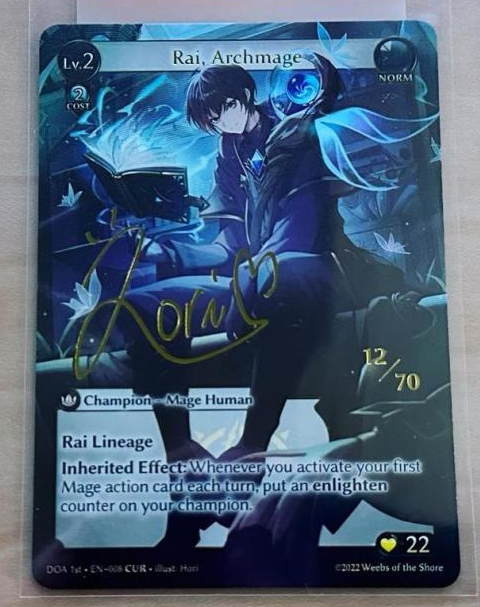 Lv.2
Rai, Archmage
NORM
2
COST
Hori
12/70
Champion – Mage Human
Rai Lineage
Inherited Effect: Whenever you activate your first
Mage action card each turn, put an enlighten
counter on your champion.
22
DOA 1st • EN-008 CUR • illust: Hori
©2022 Weebs of the Shore